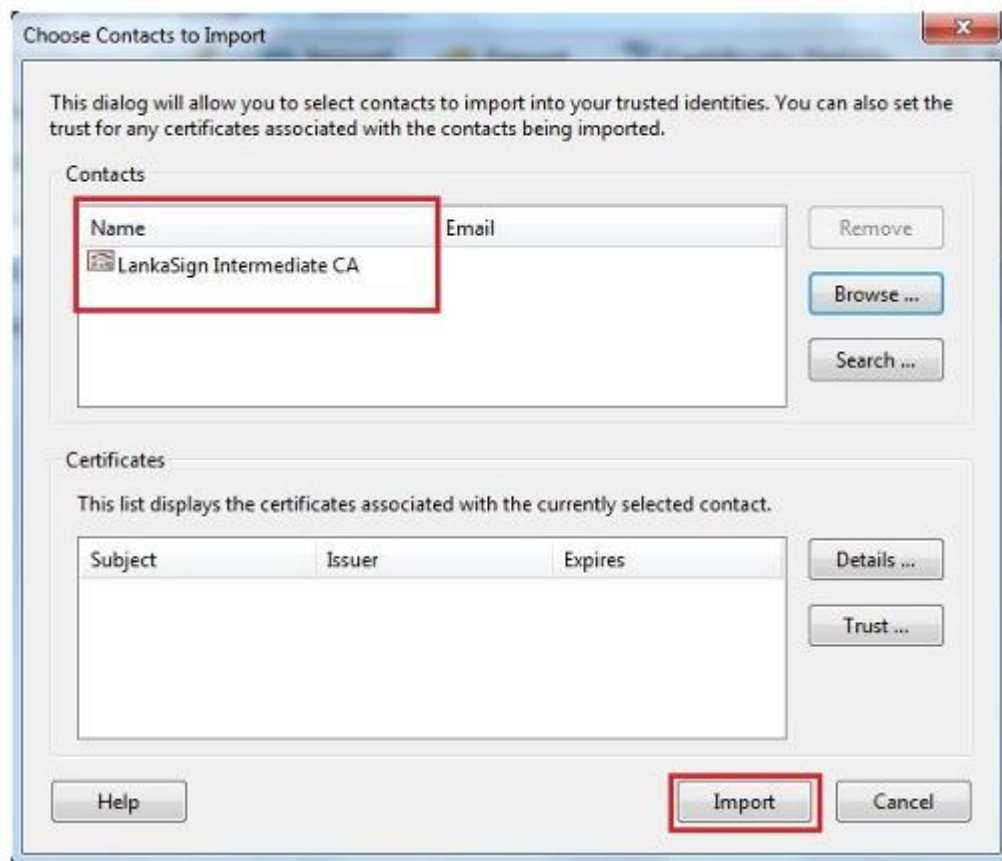 Choose Contacts to Import
This dialog will allow you to select contacts to import into your trusted identities. You can also set the
trust for any certificates associated with the contacts being imported.
Contacts
Name Email
LankaSign Intermediate CA
Remove
Browse ...
Search ...
Certificates
This list displays the certificates associated with the currently selected contact.
Subject Issuer Expires
Details ...
Trust ...
Help Import Cancel